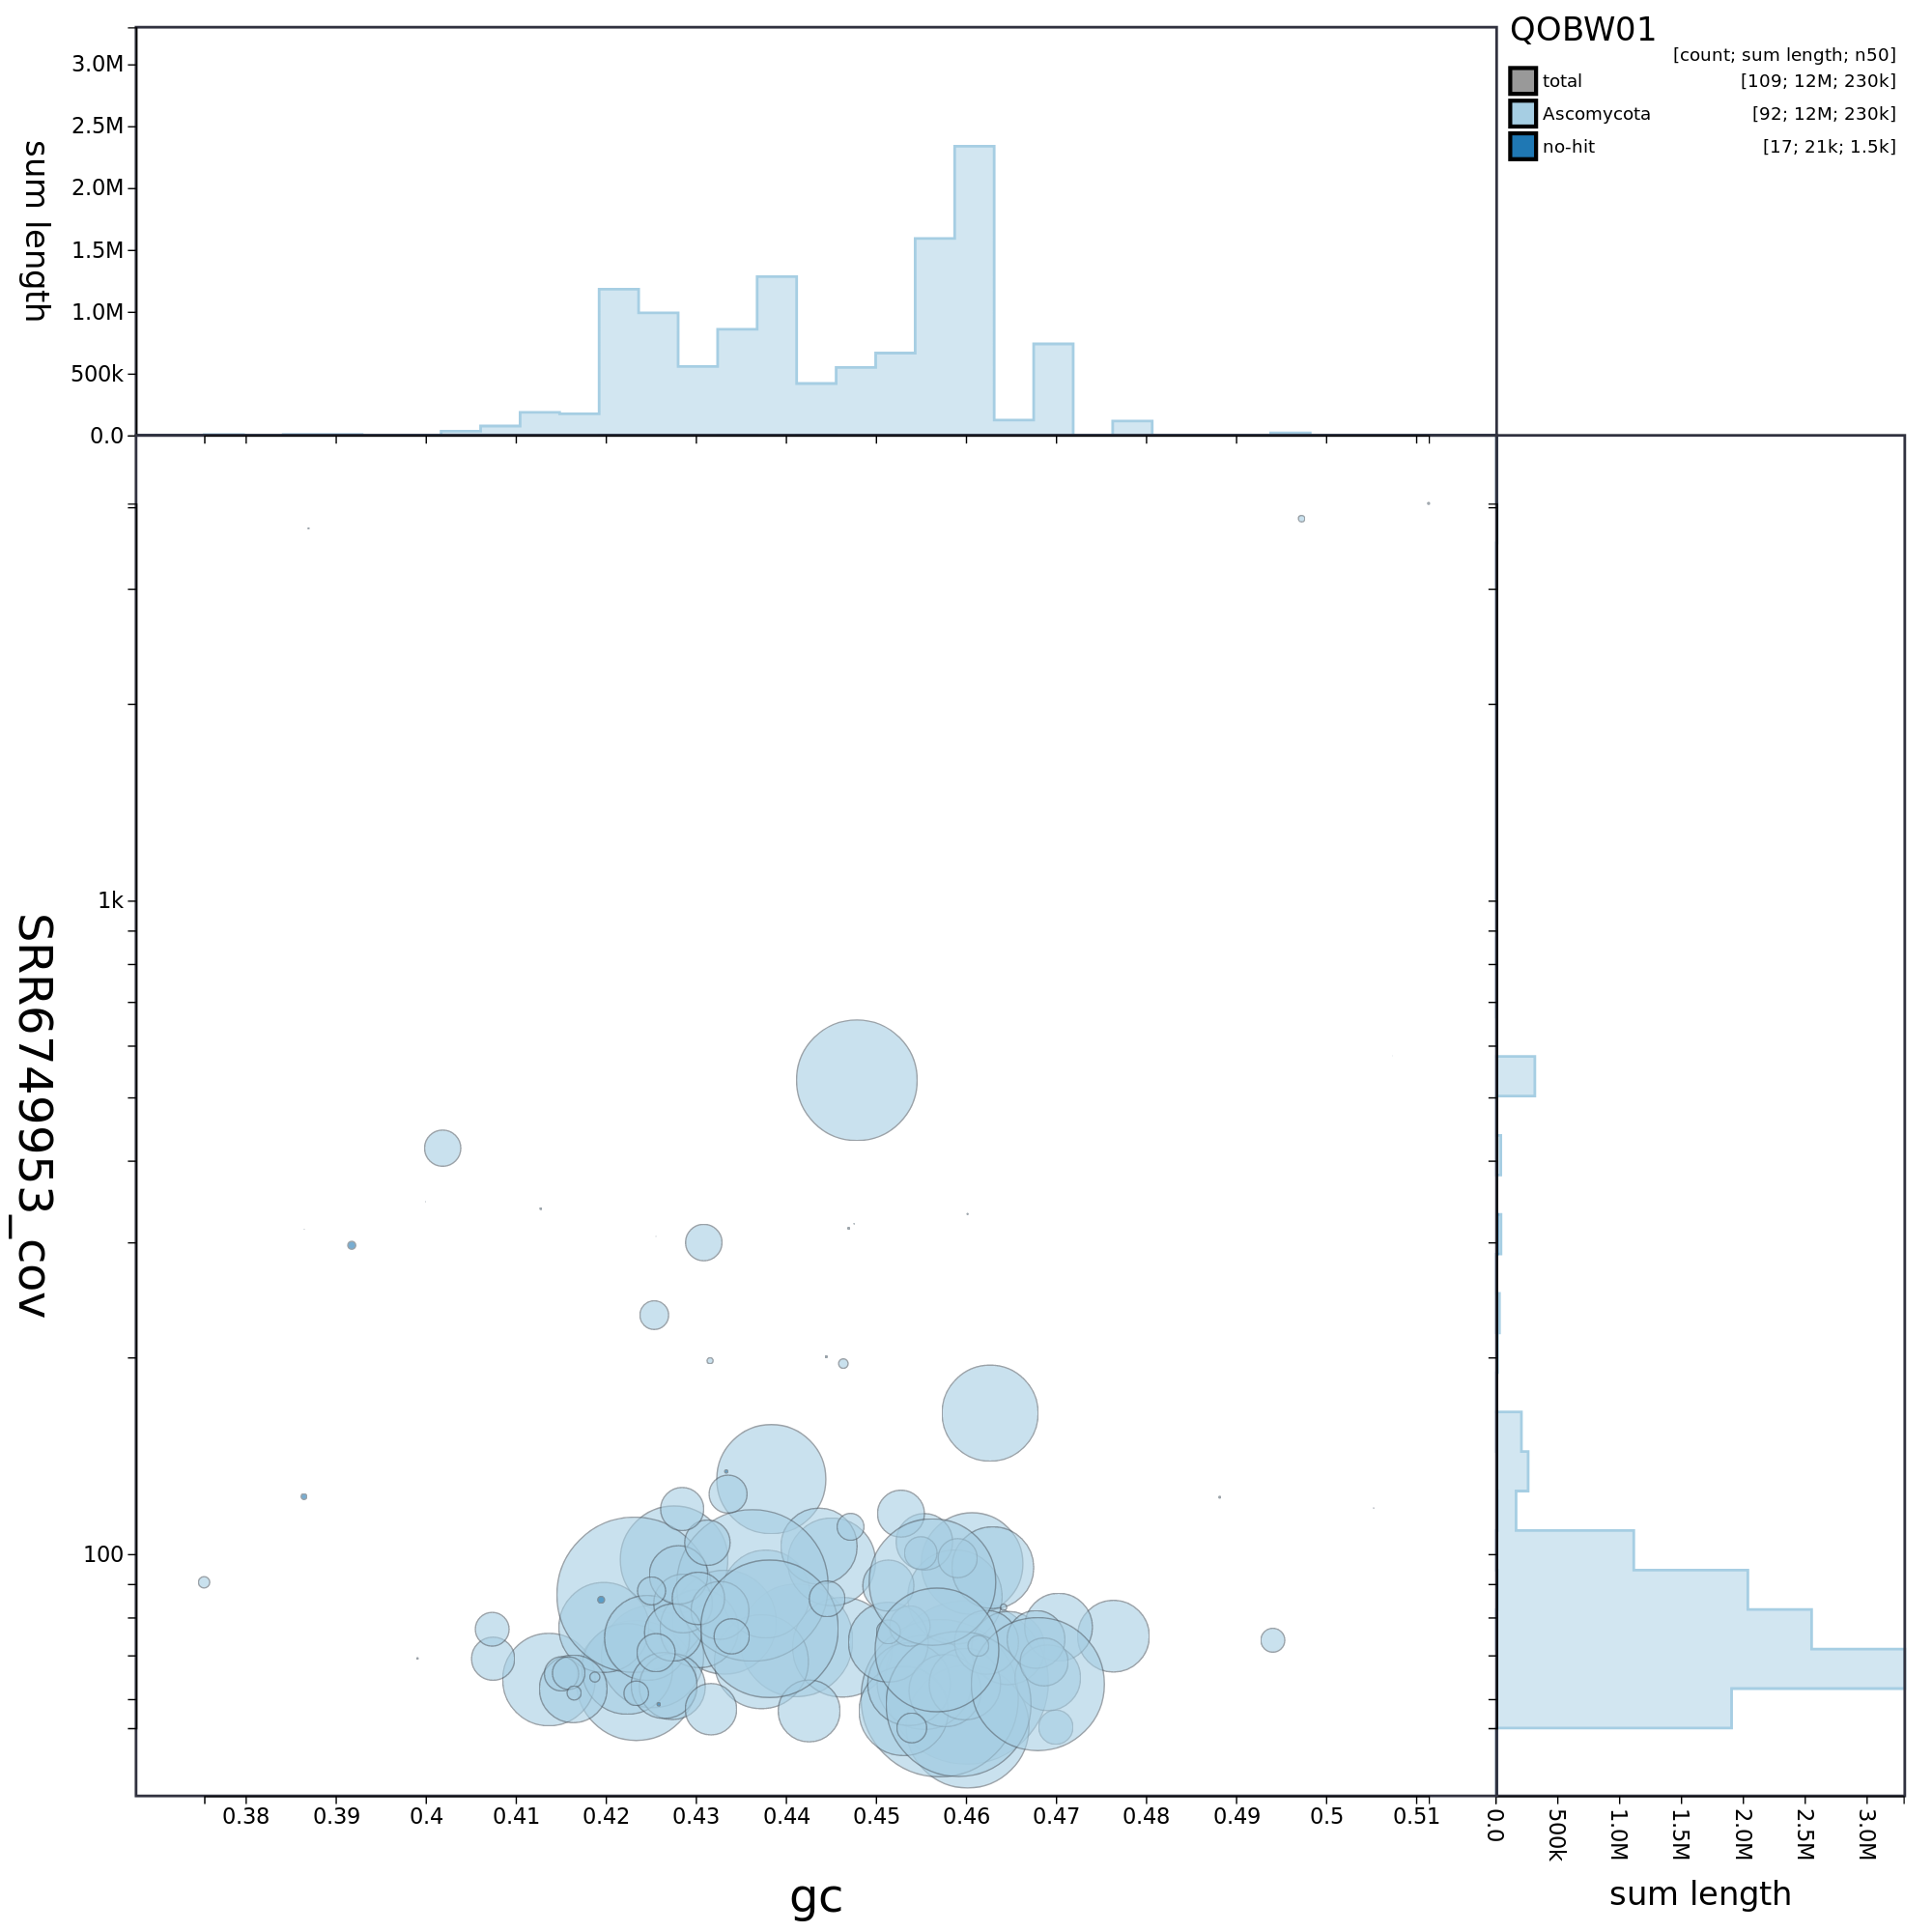 QOBW01
[count; sum length; n50]
total [109; 12M; 230k]
Ascomycota [92; 12M; 230k]
no-hit [17; 21k; 1.5k]
sum length
3.0M
2.5M
2.0M
1.5M
1.0M
500k
0.0
SRR6749953_cov
1k
100
0.38 0.39 0.4 0.41 0.42 0.43 0.44 0.45 0.46 0.47 0.48 0.49 0.5 0.51
gc
0.0 500k 1.0M 1.5M 2.0M 2.5M 3.0M
sum length